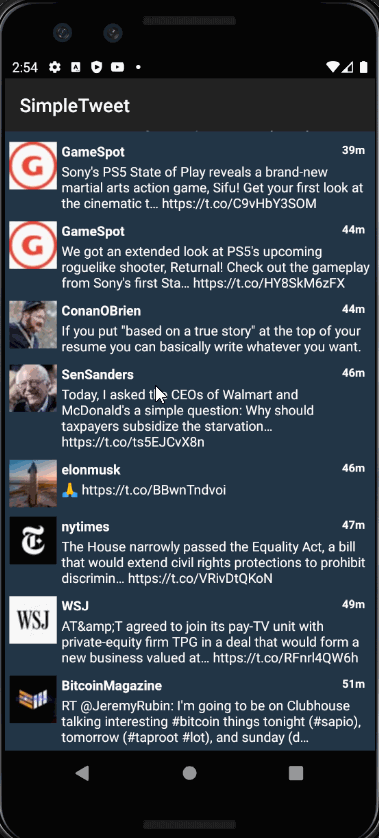 2:54
SimpleTweet
GameSpot 39m
Sony's PS5 State of Play reveals a brand-new
martial arts action game, Sifu! Get your first look at
the cinematic t… https://t.co/C9vHbY3SOM
GameSpot 44m
We got an extended look at PS5's upcoming
roguelike shooter, Returnal! Check out the gameplay
from Sony's first Sta… https://t.co/HY8SkM6zFX
ConanOBrien 44m
If you put "based on a true story" at the top of your
resume you can basically write whatever you want.
SenSanders 46m
Today, I asked the CEOs of Walmart and
McDonald's a simple question: Why should
taxpayers subsidize the starvation…
https://t.co/ts5EJCvX8n
elonmusk 46m
🙏 https://t.co/BBwnTndvoi
nytimes 47m
The House narrowly passed the Equality Act, a bill
that would extend civil rights protections to prohibit
discrimin… https://t.co/VRivDtQKoN
WSJ
WSJ 49m
AT&amp;T agreed to join its pay-TV unit with
private-equity firm TPG in a deal that would form a
new business valued at… https://t.co/RFnrl4QW6h
BitcoinMagazine 51m
RT @JeremyRubin: I'm going to be on Clubhouse
talking interesting #bitcoin things tonight (#sapio),
tomorrow (#taproot #lot), and sunday (d…